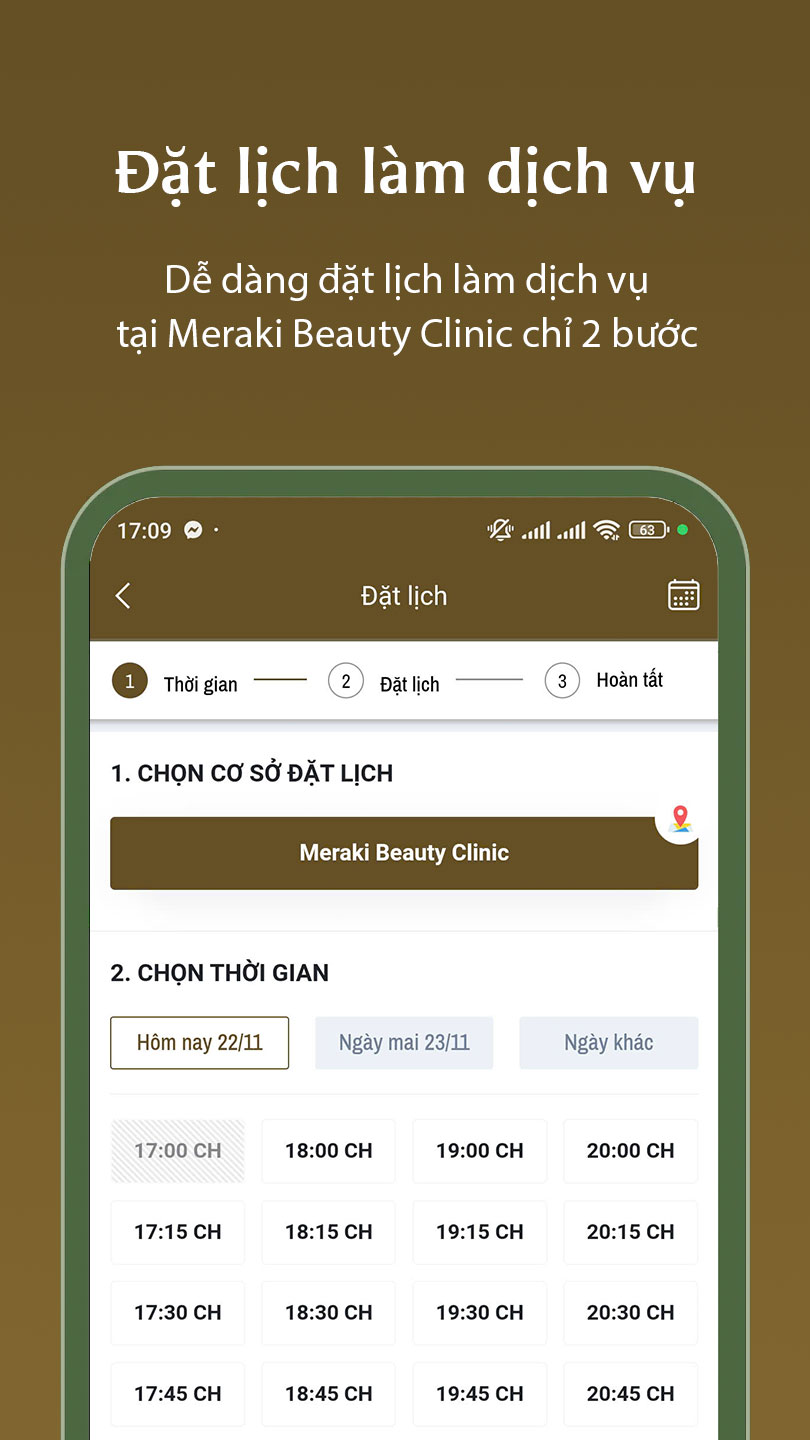 Đặt lịch làm dịch vụ
Dễ dàng đặt lịch làm dịch vụ
tại Meraki Beauty Clinic chỉ 2 bước
17:09 63
Đặt lịch
1 Thời gian 2 Đặt lịch 3 Hoàn tất
1. CHỌN CƠ SỞ ĐẶT LỊCH
Meraki Beauty Clinic
2. CHỌN THỜI GIAN
Hôm nay 22/11 Ngày mai 23/11 Ngày khác
17:00 CH 18:00 CH 19:00 CH 20:00 CH
17:15 CH 18:15 CH 19:15 CH 20:15 CH
17:30 CH 18:30 CH 19:30 CH 20:30 CH
17:45 CH 18:45 CH 19:45 CH 20:45 CH